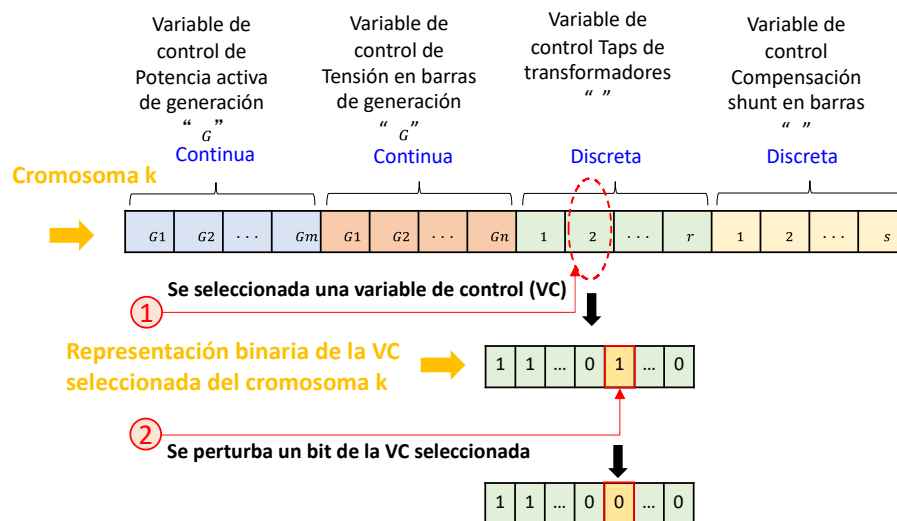 Variable de
control de
Potencia activa
de generación
“ G”
Continua
Variable de
control de
Tensión en barras
de generación
“ G”
Continua
Variable de
control Taps de
transformadores
“ ”
Discreta
Variable de
control
Compensación
shunt en barras
“ ”
Discreta
Cromosoma k
G1 G2 ... Gm G1 G2 ... Gn 1 2 ... r 1 2 ... s
Se seleccionada una variable de control (VC)
1
Representación binaria de la VC
seleccionada del cromosoma k
1 1 ... 0 1 ... 0
2
Se perturba un bit de la VC seleccionada
1 1 ... 0 0 ... 0